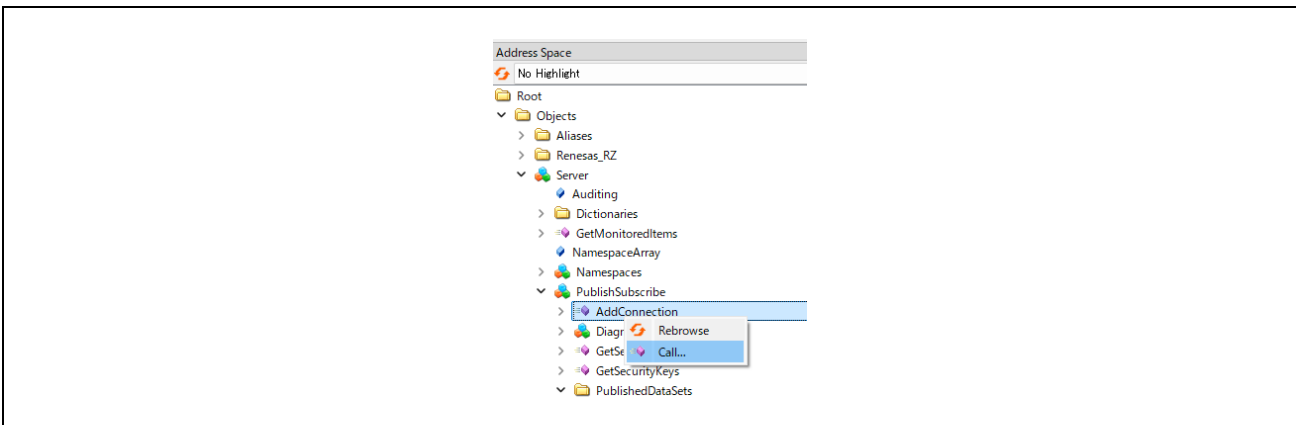 Address Space
No Highlight
Root
Objects
Aliases
Renesas_RZ
Server
Auditing
Dictionaries
GetMonitoredItems
NamespaceArray
Namespaces
PublishSubscribe
AddConnection
Diagr
Rebrowse
GetSe
Call...
GetSecurityKeys
PublishedDataSets